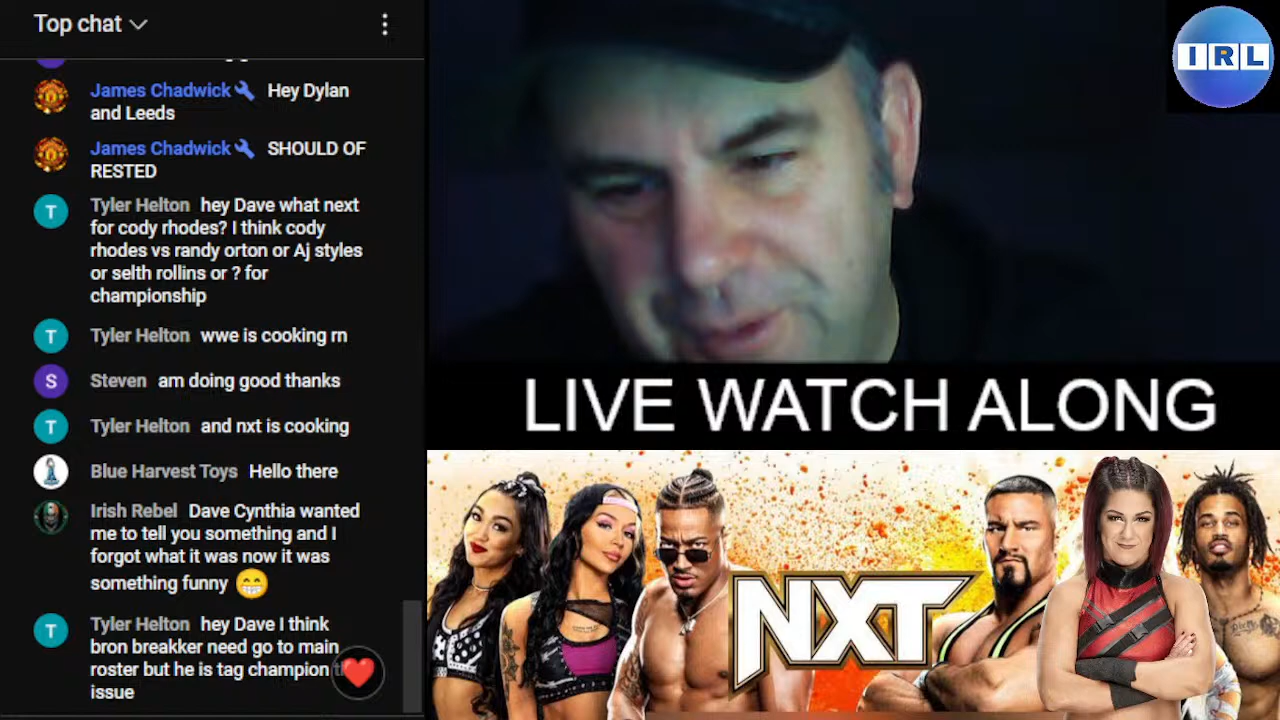 Top chat
James Chadwick Hey Dylan
and Leeds
James Chadwick SHOULD OF
RESTED
Tyler Helton hey Dave what next
for cody rhodes? I think cody
rhodes vs randy orton or Aj styles
or selth rollins or ? for
championship
Tyler Helton wwe is cooking rn
Steven am doing good thanks
Tyler Helton and nxt is cooking
Blue Harvest Toys Hello there
Irish Rebel Dave Cynthia wanted
me to tell you something and I
forgot what it was now it was
something funny 😁
Tyler Helton hey Dave I think
bron breakker need go to main
roster but he is tag champion
issue
T
T
S
T
T
IRL
LIVE WATCH ALONG
NXT